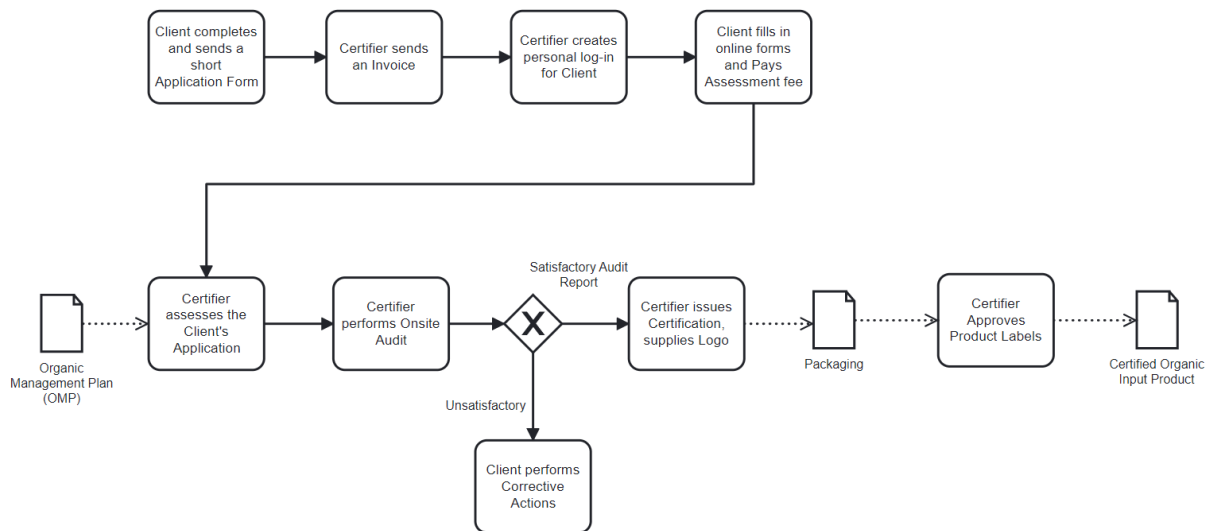 Client completes
and sends a
short
Application Form
Certifier sends
an Invoice
Certifier creates
personal log-in
for Client
Client fills in
online forms
and Pays
Assessment fee
Organic
Management Plan
(OMP)
Certifier
assesses the
Client's
Application
Certifier
performs Onsite
Audit
X
Satisfactory Audit
Report
Unsatisfactory
Client performs
Corrective
Actions
Certifier issues
Certification,
supplies Logo
Packaging
Certifier
Approves
Product Labels
Certified Organic
Input Product